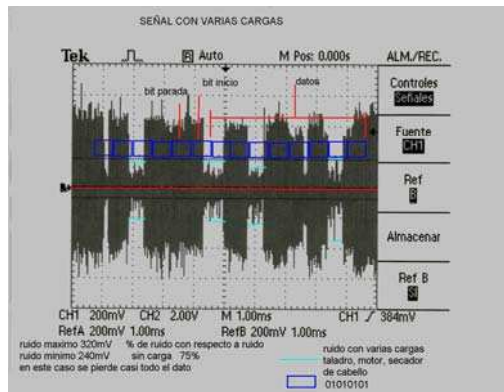 SEÑAL CON VARIAS CARGAS
Tek R Auto M Pos: 0.000s ALM./REC.
bit parada bit inicio datos
Controles
Señales
Fuente
CH1
Ref
B
Almacenar
Ref B
SI
CH1 200mV CH2 2.00V M 1.00ms CH1 384mV
RefA 200mV 1.00ms RefB 200mV 1.00ms
ruido maximo 320mV % de ruido con respecto a ruido
ruido minimo 240mV sin carga 75%
en este caso se pierde casi todo el dato
ruido con varias cargas
taladro, motor, secador
de cabello
01010101